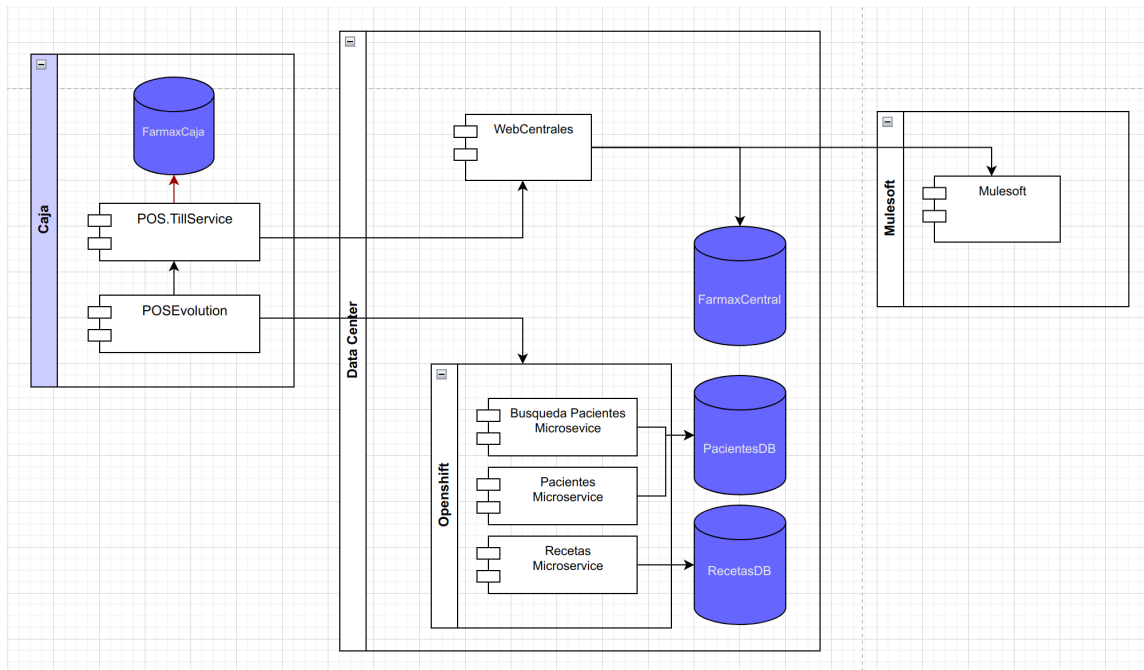 Caja
FarmaxCaja
POS.TillService
POSEvolution
Data Center
WebCentrales
FarmaxCentral
Openshift
Busqueda Pacientes
Microsevice
Pacientes
Microservice
Recetas
Microservice
PacientesDB
RecetasDB
Mulesoft
Mulesoft